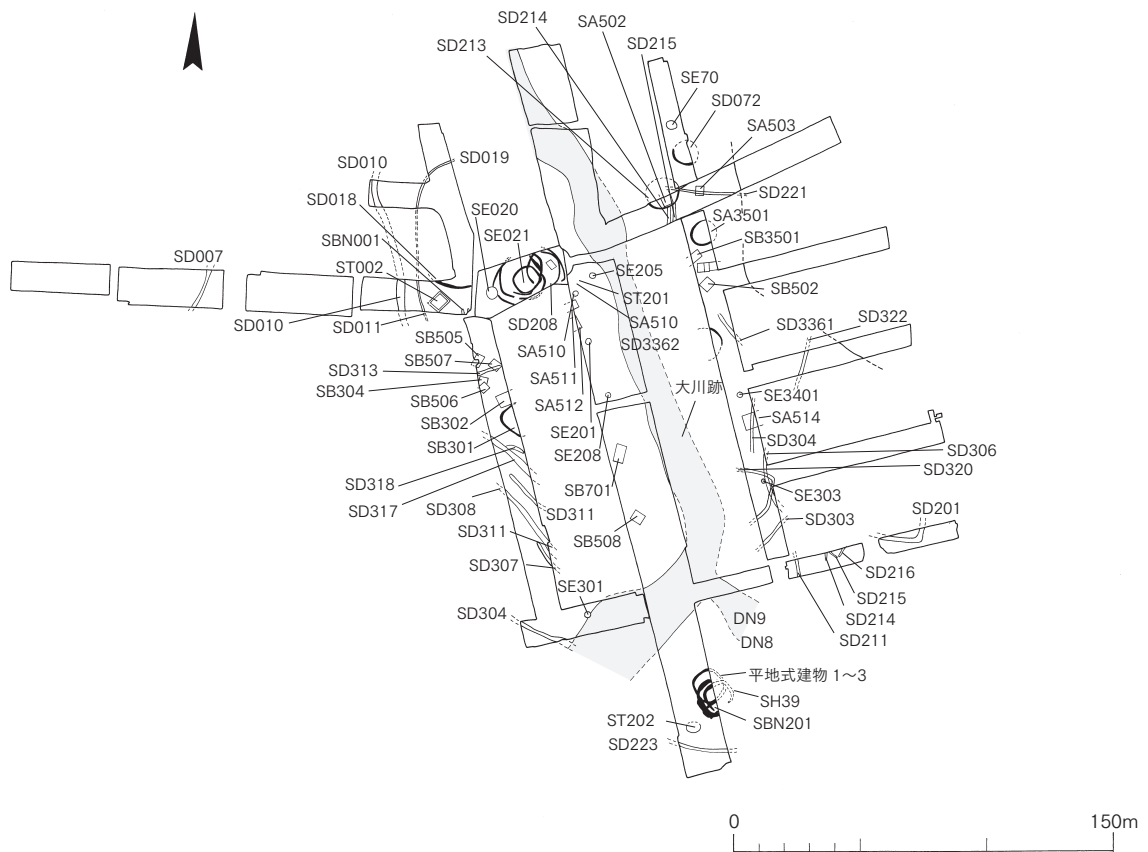 SD214
SA502
SD213
SD215
SE70
SD072
SA503
SD010
SD019
SD221
SD018
SE020
SA3501
SBN001
SE021
SB3501
SD007
ST002
SE205
ST201
SB502
SD010
SD011
SD208
SA510
SD3361
SD322
SB505
SA510
SD3362
SB507
SD313
SA511
大川跡
SB304
SE3401
SB506
SA512
SA514
SB302
SE201
SD304
SB301
SE208
SD306
SD320
SD318
SB701
SE303
SD317
SD308
SD311
SD303
SD201
SD311
SB508
SD307
SD216
SE301
SD215
SD304
DN9
SD214
DN8
SD211
平地式建物 1〜3
SH39
ST202
SBN201
SD223
0
150m